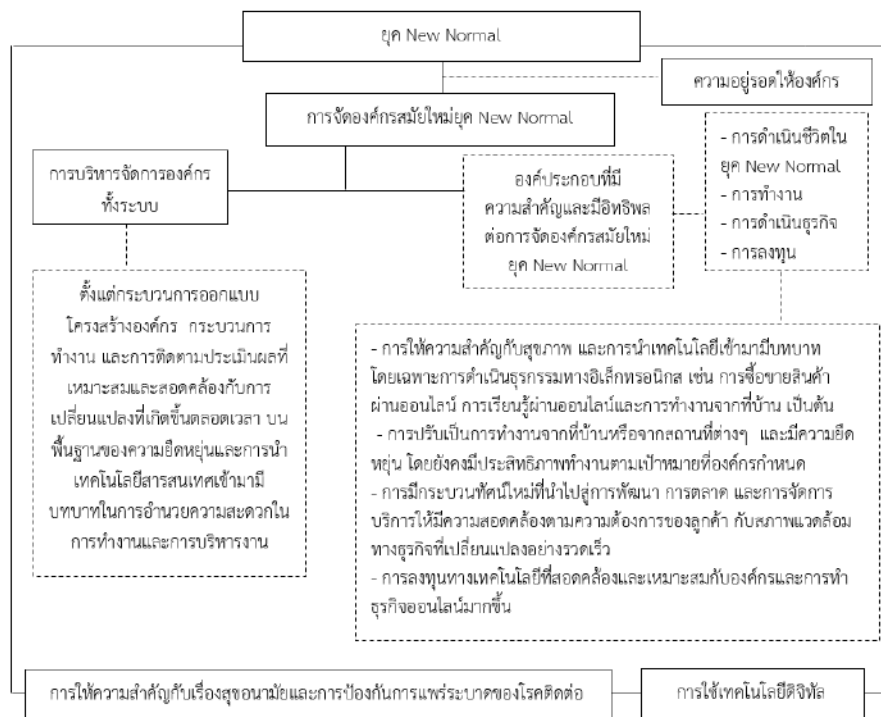 ยุค New Normal
ความอยู่รอดให้องค์กร
การจัดองค์กรสมัยใหม่ยุค New Normal
การบริหารจัดการองค์กร
ทั้งระบบ
องค์ประกอบที่มี
ความสำคัญและมีอิทธิพล
ต่อการจัดองค์กรสมัยใหม่
ยุค New Normal
- การดำเนินชีวิตใน
ยุค New Normal
- การทำงาน
- การดำเนินธุรกิจ
- การลงทุน
ตั้งแต่กระบวนการออกแบบ
โครงสร้างองค์กร กระบวนการ
ทำงาน และการติดตามประเมินผลที่
เหมาะสมและสอดคล้องกับการ
เปลี่ยนแปลงที่เกิดขึ้นตลอดเวลา บน
พื้นฐานของความยืดหยุ่นและการนำ
เทคโนโลยีสารสนเทศเข้ามามี
บทบาทในการอำนวยความสะดวกใน
การทำงานและการบริหารงาน
- การให้ความสำคัญกับสุขภาพ และการนำเทคโนโลยีเข้ามามีบทบาท
โดยเฉพาะการดำเนินธุรกรรมทางอิเล็กทรอนิกส เช่น การซื้อขายสินค้า
ผ่านออนไลน์ การเรียนรู้ผ่านออนไลน์และการทำงานจากที่บ้าน เป็นต้น
- การปรับเป็นการทำงานจากที่บ้านหรือจากสถานที่ต่างๆ และมีความยืด
หยุ่น โดยยังคงมีประสิทธิภาพทำงานตามเป้าหมายที่องค์กรกำหนด
- การมีกระบวนทัศน์ใหม่ที่นำไปสู่การพัฒนา การตลาด และการจัดการ
บริการให้มีความสอดคล้องตามความต้องการของลูกค้า กับสภาพแวดล้อม
ทางธุรกิจที่เปลี่ยนแปลงอย่างรวดเร็ว
- การลงทุนทางเทคโนโลยีที่สอดคล้องและเหมาะสมกับองค์กรและการทำ
ธุรกิจออนไลน์มากขึ้น
การให้ความสำคัญกับเรื่องสุขอนามัยและการป้องกันการแพร่ระบาดของโรคติดต่อ
การใช้เทคโนโลยีดิจิทัล